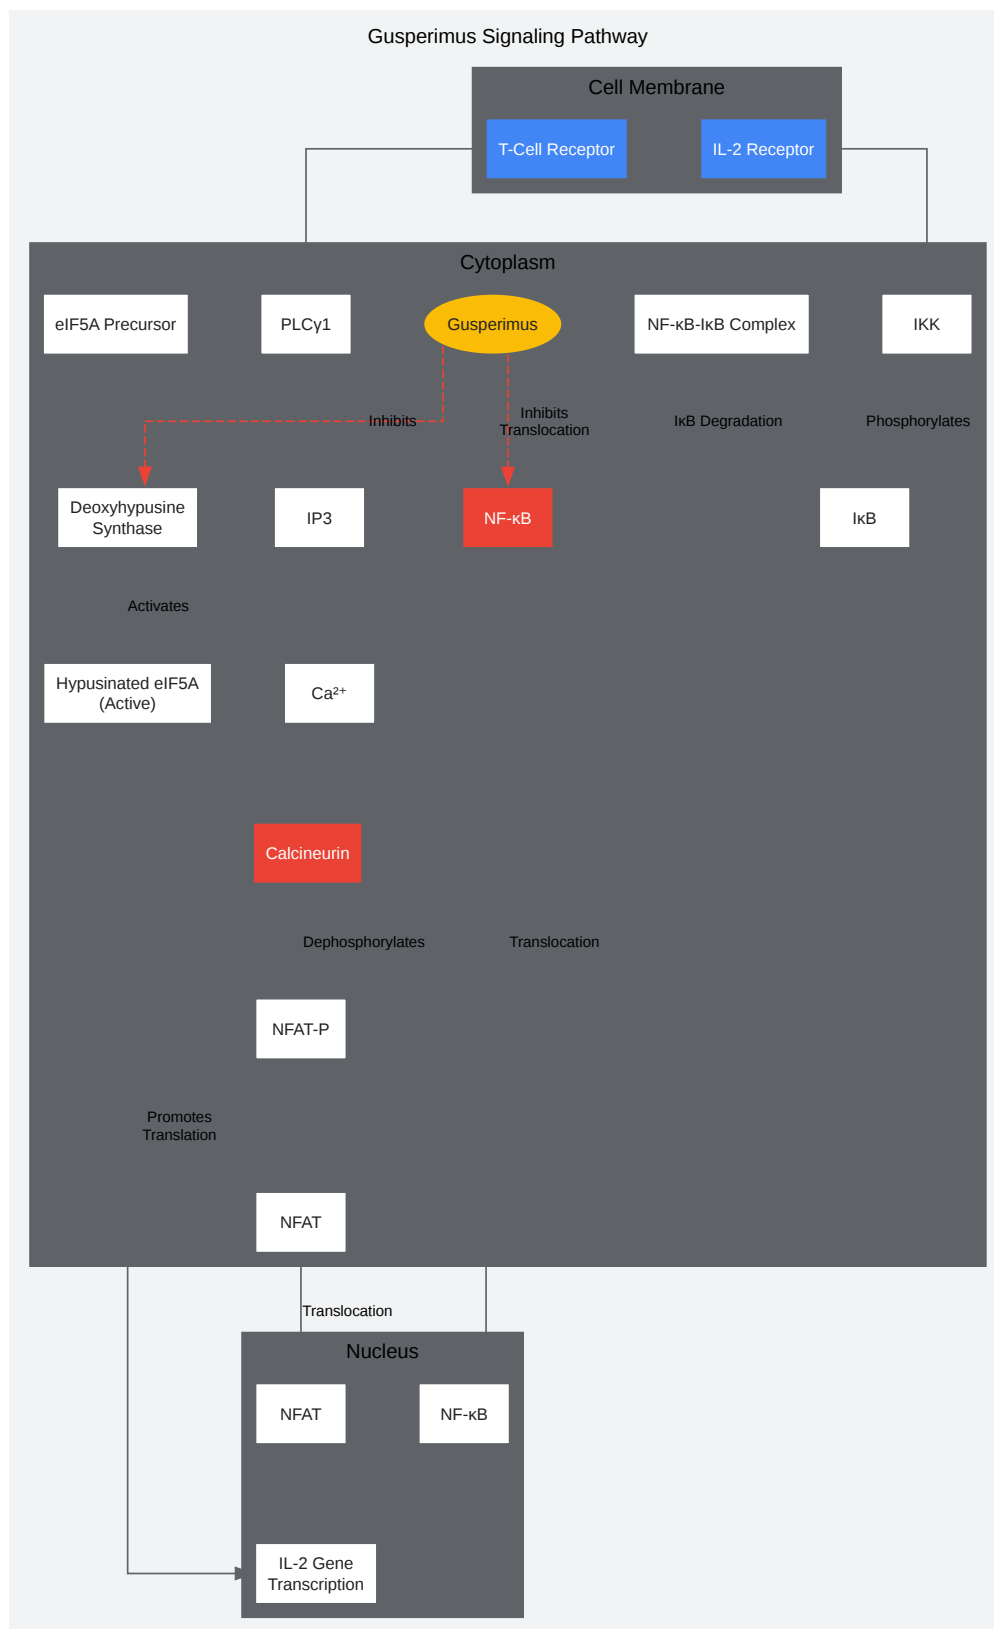 Gusperimus Signaling Pathway
Cell Membrane
T-Cell Receptor
IL-2 Receptor
Cytoplasm
eIF5A Precursor
PLCγ1
Gusperimus
NF-κB-IκB Complex
IKK
Inhibits
Inhibits
Translocation
IκB Degradation
Phosphorylates
Deoxyhypusine
Synthase
IP3
NF-κB
IκB
Activates
Hypusinated eIF5A
(Active)
Ca²⁺
Calcineurin
Dephosphorylates
Translocation
NFAT-P
Promotes
Translation
NFAT
Translocation
Nucleus
NFAT
NF-κB
IL-2 Gene
Transcription